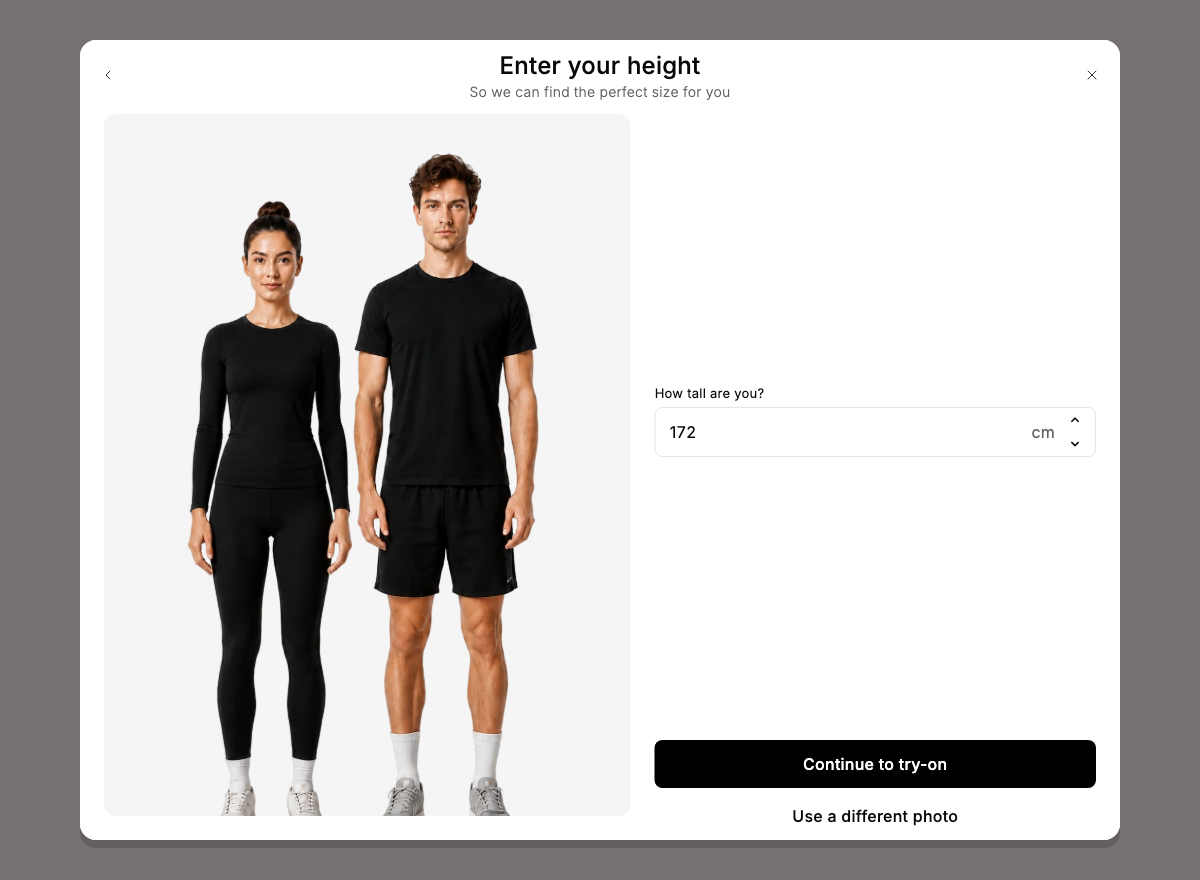 Enter your height
So we can find the perfect size for you
How tall are you?
172 cm
Continue to try-on
Use a different photo